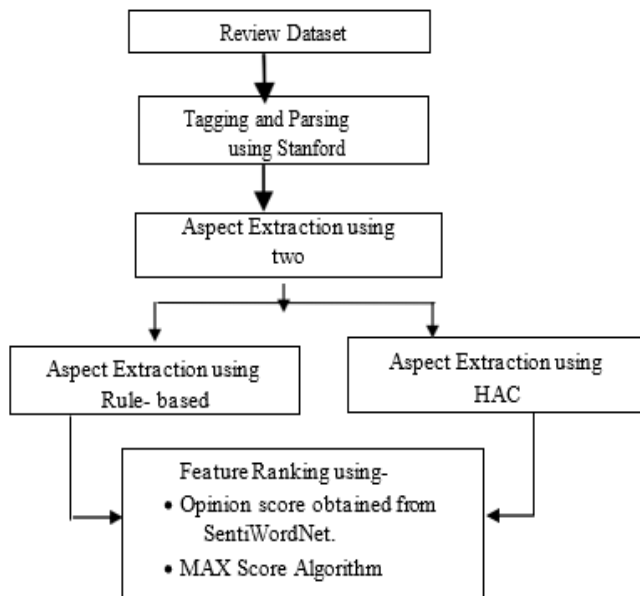 Review Dataset
Tagging and Parsing
using Stanford
Aspect Extraction using
two
Aspect Extraction using
Rule- based
Aspect Extraction using
HAC
Feature Ranking using-
• Opinion score obtained from
SentiWordNet.
• MAX Score Algorithm